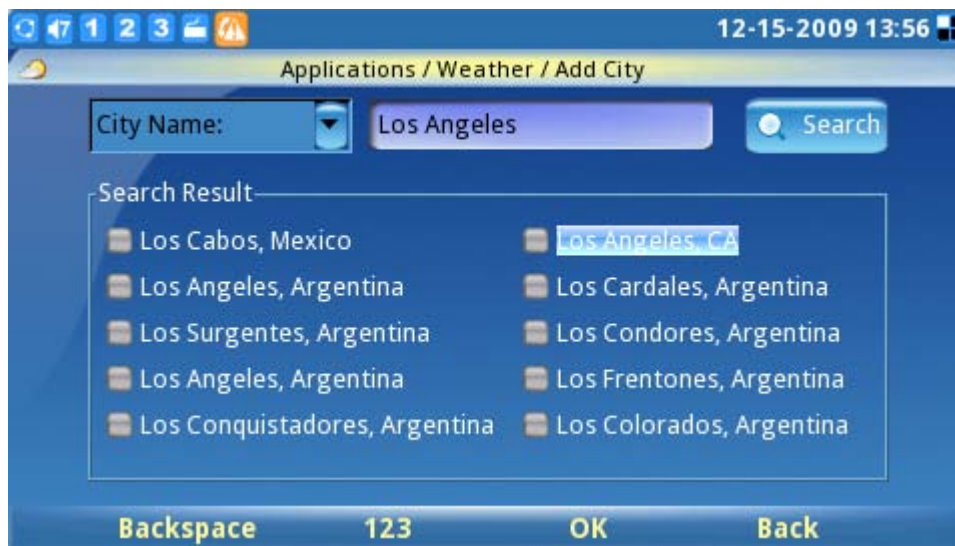 47 1 2 3 12-15-2009 13:56
Applications / Weather / Add City
City Name: Los Angeles Search
Search Result
Los Cabos, Mexico Los Angeles, CA
Los Angeles, Argentina Los Cardales, Argentina
Los Surgentes, Argentina Los Condores, Argentina
Los Angeles, Argentina Los Frentones, Argentina
Los Conquistadores, Argentina Los Colorados, Argentina
Backspace 123 OK Back